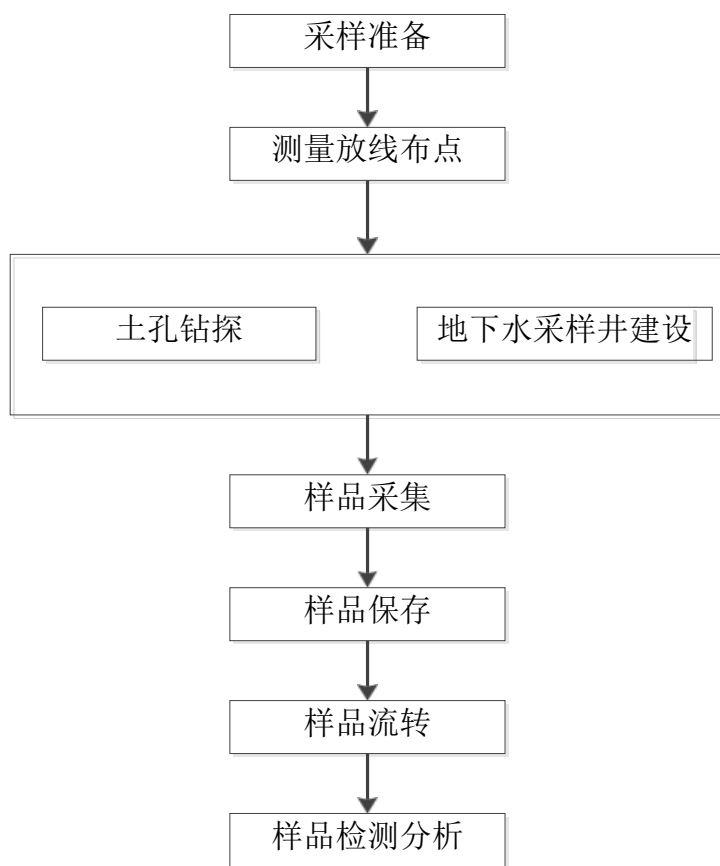 采样准备
测量放线布点
土孔钻探
地下水采样井建设
样品采集
样品保存
样品流转
样品检测分析